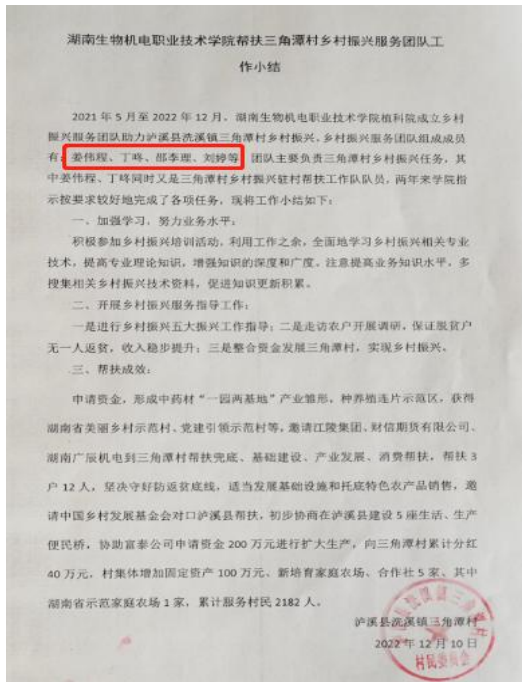 湖南生物机电职业技术学院帮扶三角潭村乡村振兴服务团队工
作小结
2021年5月至2022年12月，湖南生物机电职业技术学院植科院成立乡村
振兴服务团队助力泸溪县洗溪镇三角潭村乡村振兴，乡村振兴服务团队组成成员
有：姜伟程、丁咚、邵李理、刘婷等，团队主要负责三角潭村乡村振兴任务，其
中姜伟程、丁咚同时又是三角潭村乡村振兴驻村帮扶工作队队员，两年来学院指
示按要求较好地完成了各项任务，现将工作小结如下：
一、加强学习，努力业务水平：
积极参加乡村振兴培训活动，利用工作之余，全面地学习乡村振兴相关专业
技术，提高专业理论知识，增强知识的深度和广度。注意提高业务知识水平，多
搜集相关乡村振兴技术资料，促进知识更新积累。
二、开展乡村振兴服务指导工作：
一是进行乡村振兴五大振兴工作指导；二是走访农户开展调研，保证脱贫户
无一人返贫，收入稳步提升；三是整合资金发展三角潭村，实现乡村振兴。
三、帮扶成效：
申请资金，形成中药材“一园两基地”产业雏形，种养殖连片示范区，获得
湖南省美丽乡村示范村、党建引领示范村等，邀请江陵集团、财信期货有限公司、
湖南广辰机电到三角潭村帮扶兜底、基础建设、产业发展、消费帮扶，帮扶3
户12人，坚决守好防返贫底线，适当发展基础设施和托底特色农产品销售，邀
请中国乡村发展基金会对口泸溪县帮扶，初步协商在泸溪县建设5座生活、生产
便民桥，协助富泰公司申请资金200万元进行扩大生产，向三角潭村累计分红
40万元，村集体增加固定资产100万元、新培育家庭农场、合作社5家，其中
湖南省示范家庭农场1家，累计服务村民2182人。
泸溪县洗溪镇三角潭村
2022年12月10日
村民委员会